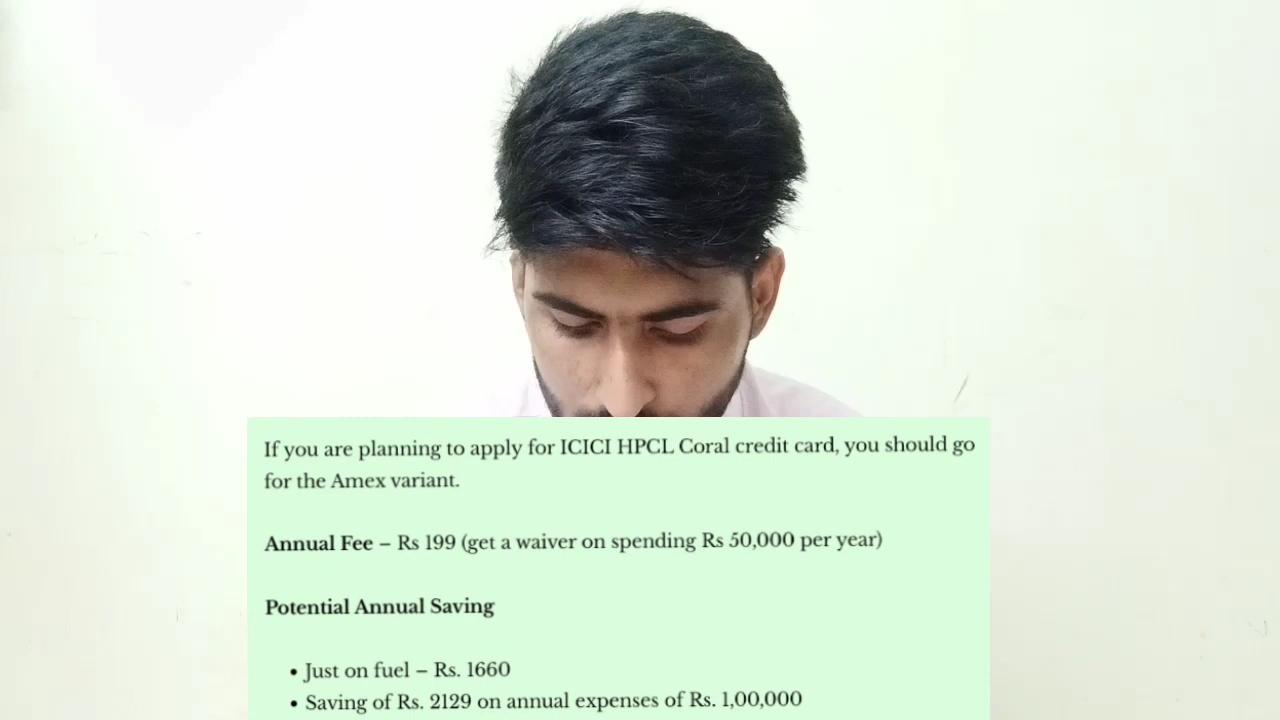 If you are planning to apply for ICICI HPCL Coral credit card, you should go
for the Amex variant.
Annual Fee – Rs 199 (get a waiver on spending Rs 50,000 per year)
Potential Annual Saving
• Just on fuel – Rs. 1660
• Saving of Rs. 2129 on annual expenses of Rs. 1,00,000